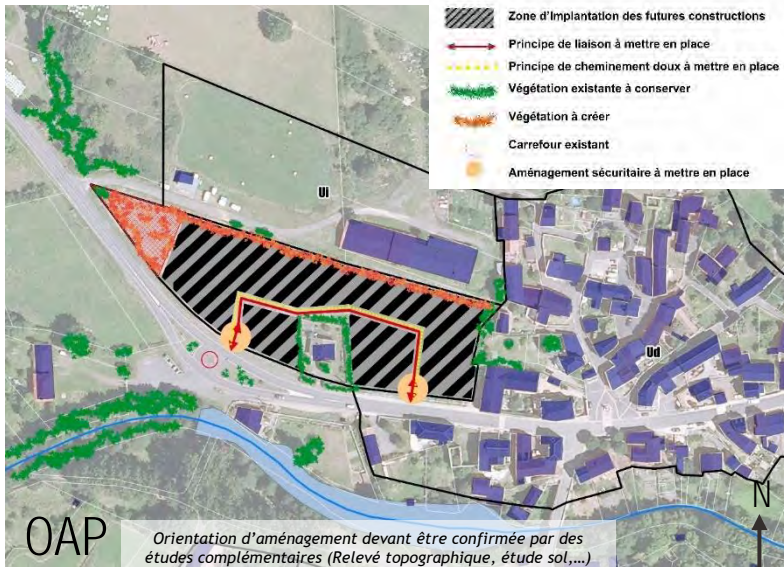 Zone d'Implantation des futures constructions
Principe de liaison à mettre en place
Principe de cheminement doux à mettre en place
Végétation existante à conserver
Végétation à créer
Carrefour existant
Aménagement sécuritaire à mettre en place
Ui
Ud
N
OAP
Orientation d'aménagement devant être confirmée par des
études complémentaires (Relevé topographique, étude sol,…)